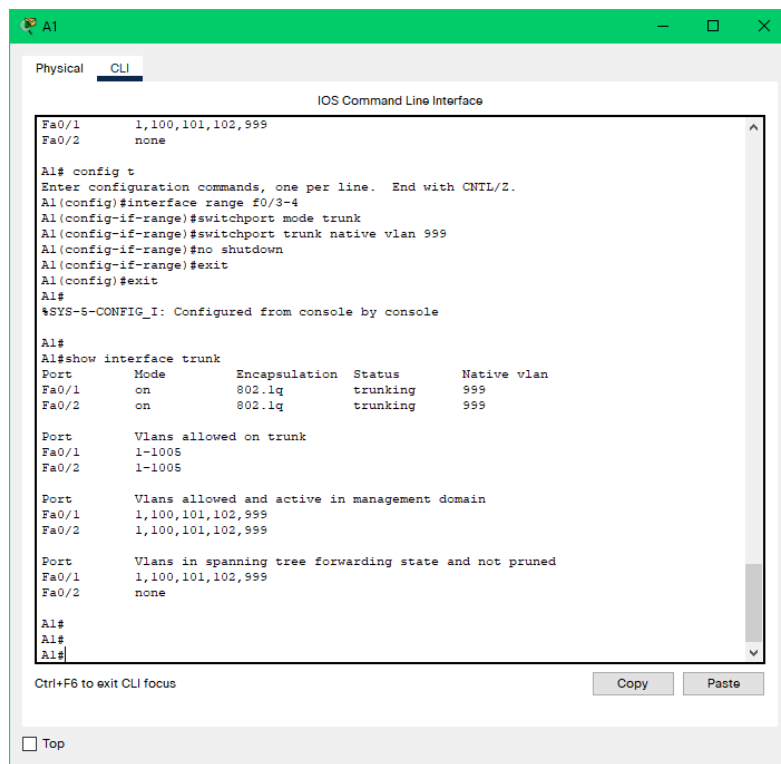 A1
Physical CLI
IOS Command Line Interface
Fa0/1 1,100,101,102,999
Fa0/2 none
A1# config t
Enter configuration commands, one per line. End with CNTL/Z.
A1(config)#interface range f0/3-4
A1(config-if-range)#switchport mode trunk
A1(config-if-range)#switchport trunk native vlan 999
A1(config-if-range)#no shutdown
A1(config-if-range)#exit
A1(config)#exit
A1#
%SYS-5-CONFIG_I: Configured from console by console
A1#
A1#show interface trunk
Port Mode Encapsulation Status Native vlan
Fa0/1 on 802.1q trunking 999
Fa0/2 on 802.1q trunking 999
Port Vlans allowed on trunk
Fa0/1 1-1005
Fa0/2 1-1005
Port Vlans allowed and active in management domain
Fa0/1 1,100,101,102,999
Fa0/2 1,100,101,102,999
Port Vlans in spanning tree forwarding state and not pruned
Fa0/1 1,100,101,102,999
Fa0/2 none
A1#
A1#
A1#
Ctrl+F6 to exit CLI focus Copy Paste
Top